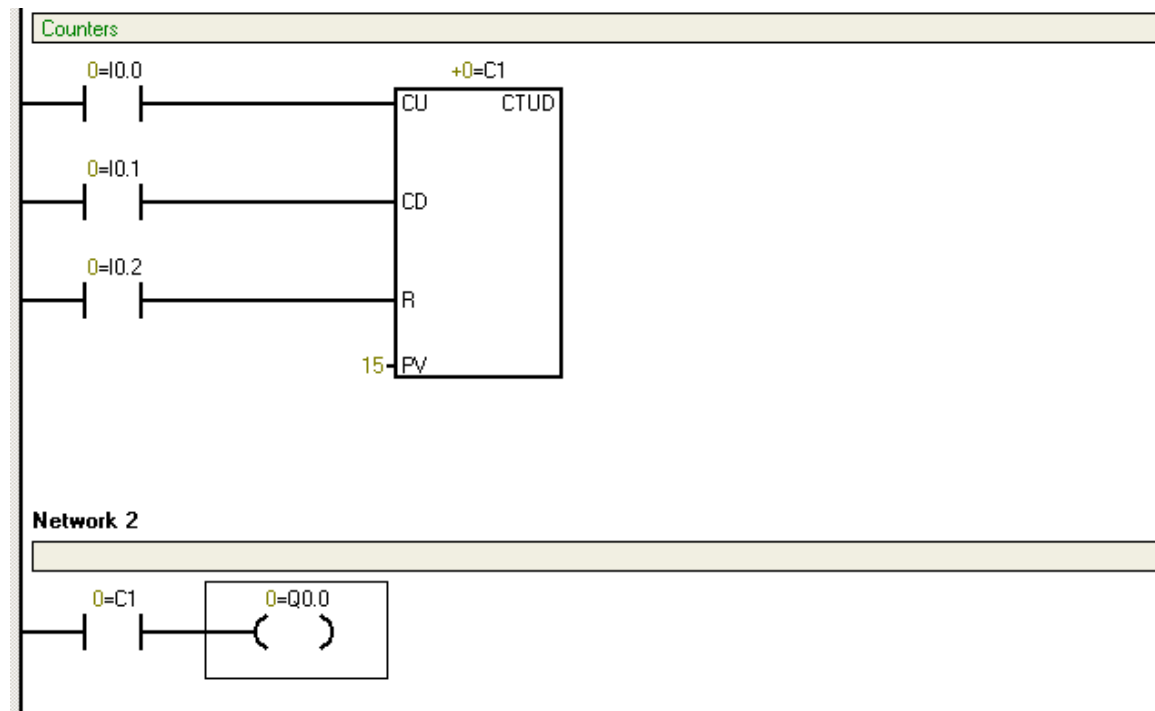 Counters
0=I0.0 +0=C1
CU CTUD
0=I0.1
CD
0=I0.2
R
15 PV
Network 2
0=C1 0=Q0.0